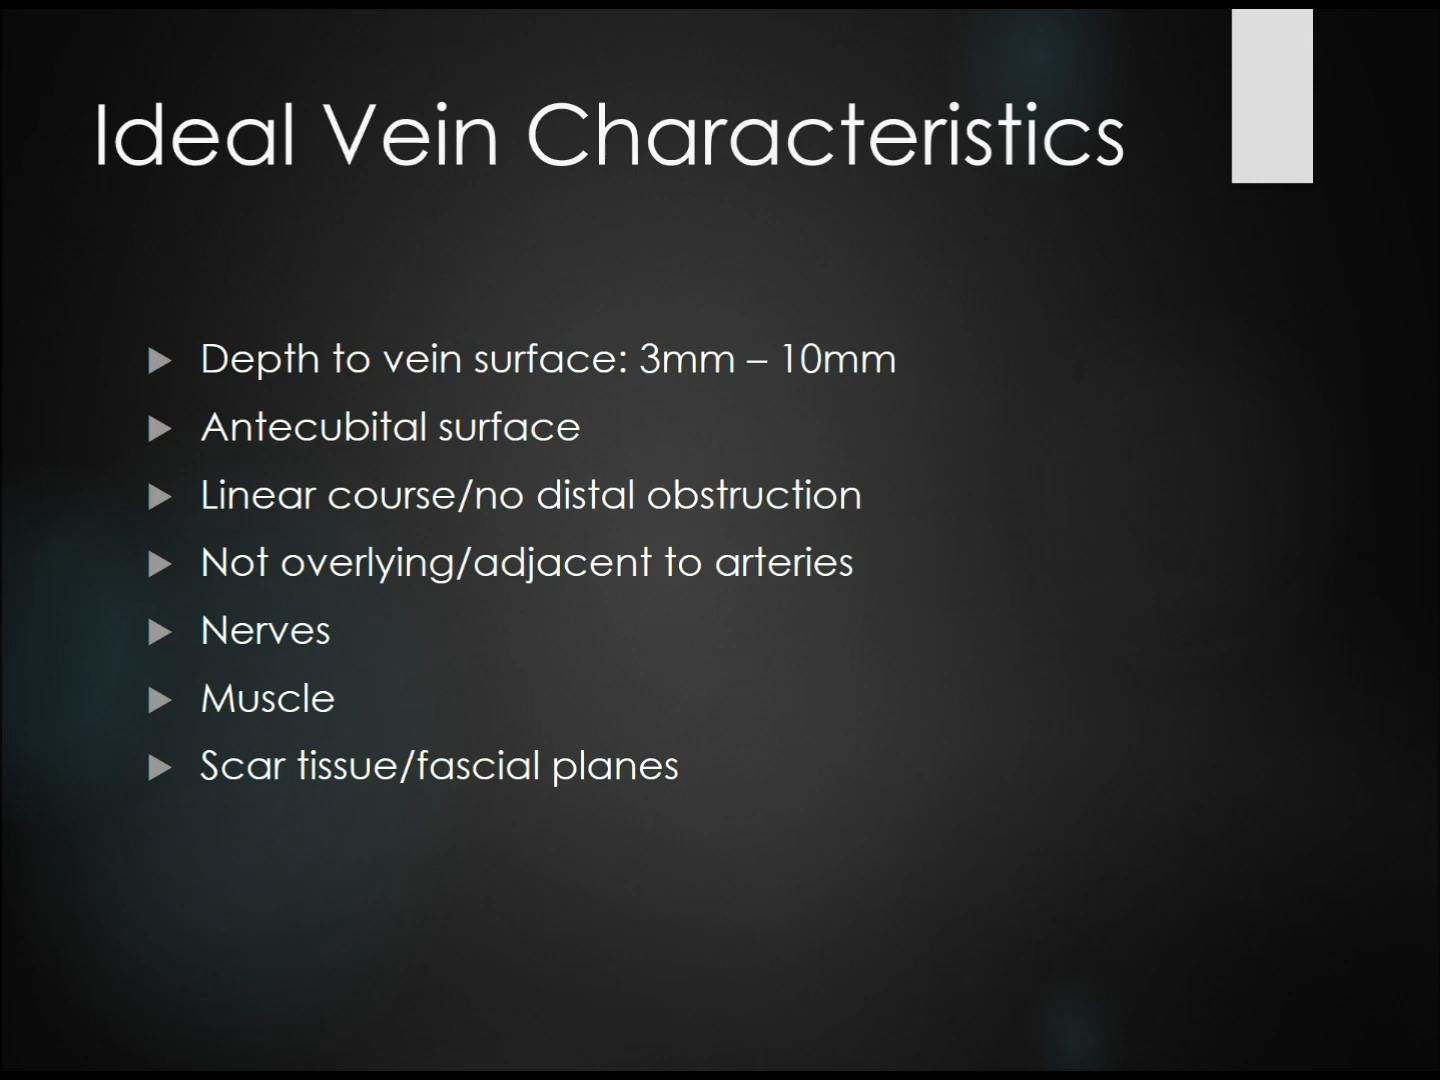 Ideal Vein Characteristics
Depth to vein surface: 3mm – 10mm
Antecubital surface
Linear course/no distal obstruction
Not overlying/adjacent to arteries
Nerves
Muscle
Scar tissue/fascial planes